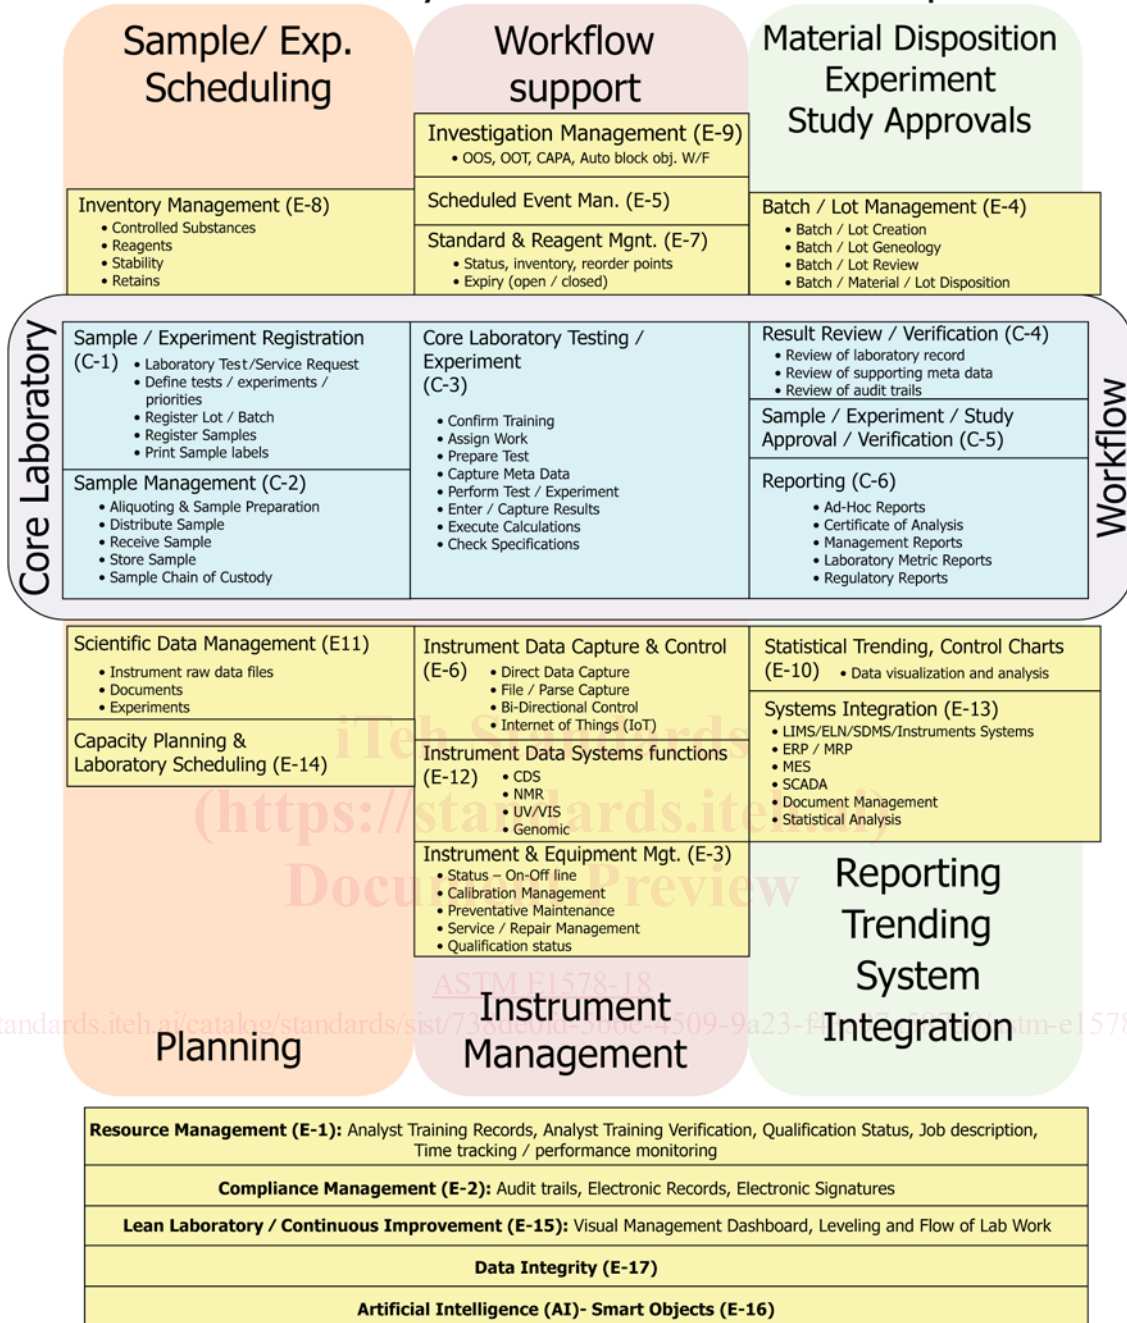 Sample/ Exp.
Scheduling
Workflow
support
Material Disposition
Experiment
Study Approvals
Investigation Management (E-9)
• OOS, OOT, CAPA, Auto block obj. W/F
Scheduled Event Man. (E-5)
Standard & Reagent Mgnt. (E-7)
• Status, inventory, reorder points
• Expiry (open / closed)
Inventory Management (E-8)
• Controlled Substances
• Reagents
• Stability
• Retains
Batch / Lot Management (E-4)
• Batch / Lot Creation
• Batch / Lot Geneology
• Batch / Lot Review
• Batch / Material / Lot Disposition
Core Laboratory
Sample / Experiment Registration
(C-1)
• Laboratory Test/Service Request
• Define tests / experiments /
priorities
• Register Lot / Batch
• Register Samples
• Print Sample labels
Sample Management (C-2)
• Aliquoting & Sample Preparation
• Distribute Sample
• Receive Sample
• Store Sample
• Sample Chain of Custody
Core Laboratory Testing /
Experiment
(C-3)
• Confirm Training
• Assign Work
• Prepare Test
• Capture Meta Data
• Perform Test / Experiment
• Enter / Capture Results
• Execute Calculations
• Check Specifications
Result Review / Verification (C-4)
• Review of laboratory record
• Review of supporting meta data
• Review of audit trails
Sample / Experiment / Study
Approval / Verification (C-5)
Reporting (C-6)
• Ad-Hoc Reports
• Certificate of Analysis
• Management Reports
• Laboratory Metric Reports
• Regulatory Reports
Workflow
Scientific Data Management (E11)
• Instrument raw data files
• Documents
• Experiments
Capacity Planning &
Laboratory Scheduling (E-14)
Instrument Data Capture & Control
(E-6)
• Direct Data Capture
• File / Parse Capture
• Bi-Directional Control
• Internet of Things (IoT)
Instrument Data Systems functions
(E-12)
• CDS
• NMR
• UV/VIS
• Genomic
Instrument & Equipment Mgt. (E-3)
• Status – On-Off line
• Calibration Management
• Preventative Maintenance
• Service / Repair Management
• Qualification status
Statistical Trending, Control Charts
(E-10)
• Data visualization and analysis
Systems Integration (E-13)
• LIMS/ELN/SDMS/Instruments Systems
• ERP / MRP
• MES
• SCADA
• Document Management
• Statistical Analysis
iTeh Standards
(https://standards.iteh.ai)
Document Preview
ASTM E1578-18
Planning
Instrument
Management
Reporting
Trending
System
Integration
Resource Management (E-1): Analyst Training Records, Analyst Training Verification, Qualification Status, Job description,
Time tracking / performance monitoring
Compliance Management (E-2): Audit trails, Electronic Records, Electronic Signatures
Lean Laboratory / Continuous Improvement (E-15): Visual Management Dashboard, Leveling and Flow of Lab Work
Data Integrity (E-17)
Artificial Intelligence (AI)- Smart Objects (E-16)